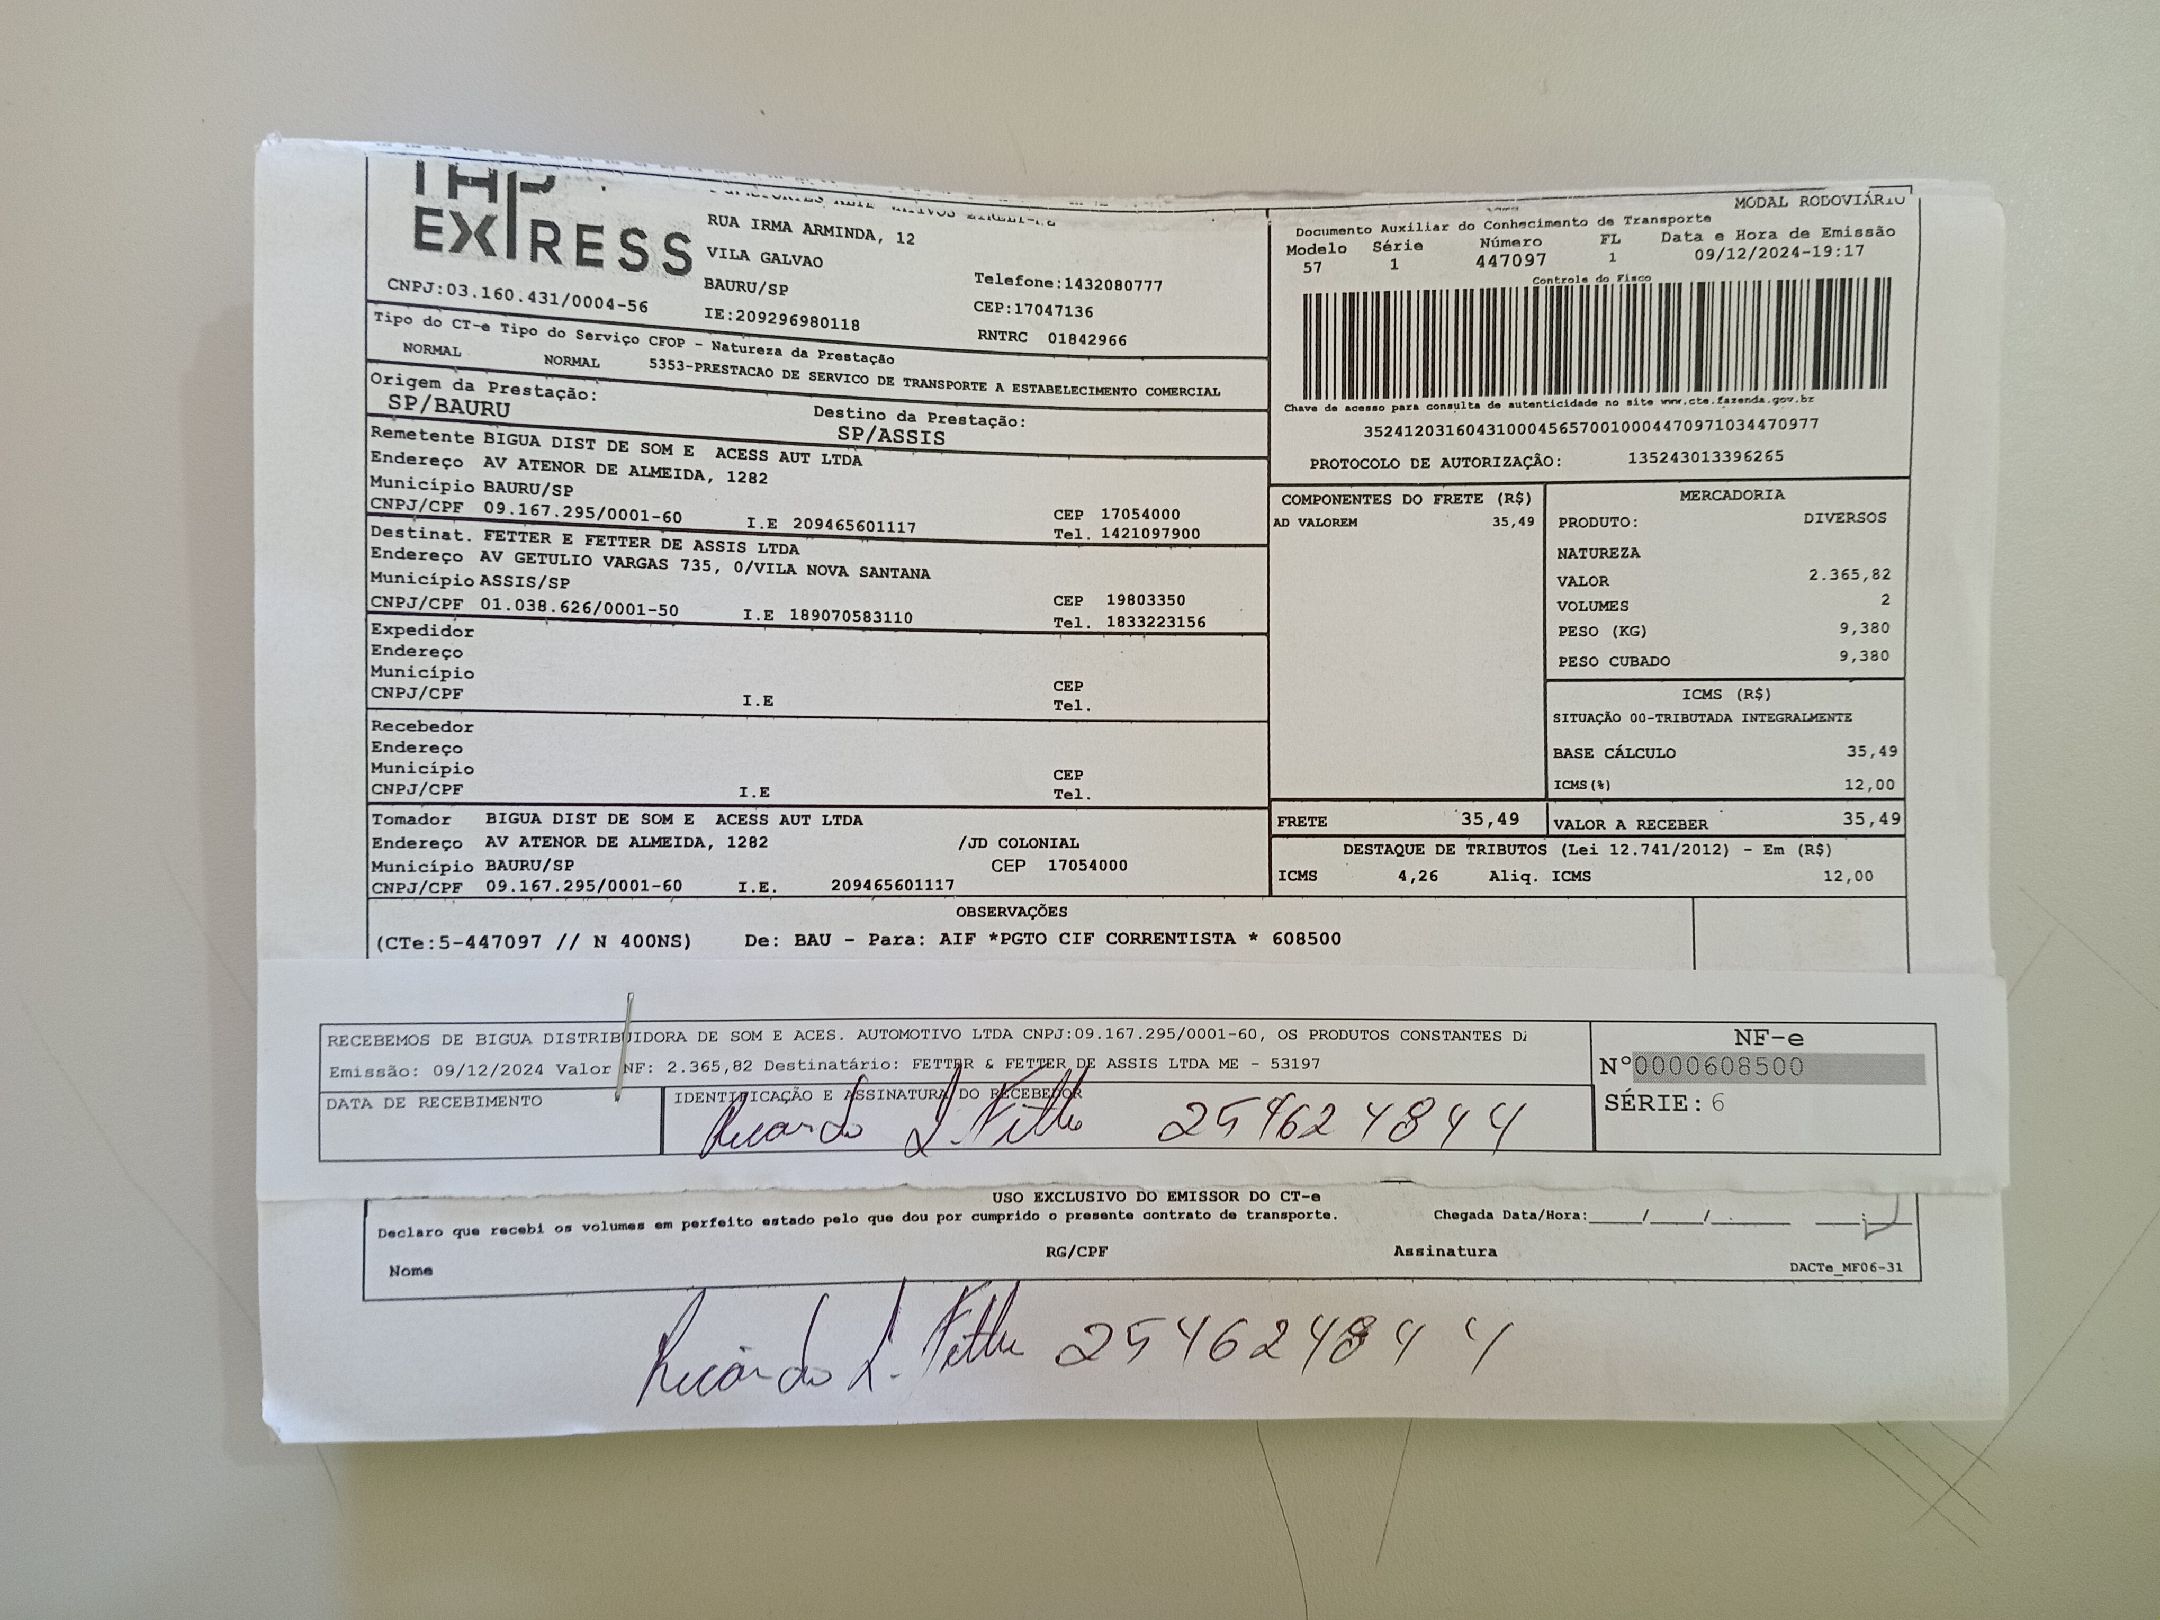 EXPRESS
RUA IRMA ARMINDA, 12
VILA GALVAO
BAURU/SP
Telefone:1432080777
CNPJ:03.160.431/0004-56
IE:209296980118
CEP:17047136
RNTRC 01842966
MODAL RODOVIÁRIO
Documento Auxiliar do Conhecimento de Transporte
Modelo Série Número FL Data e Hora de Emissão
57 1 447097 1 09/12/2024-19:17
Controle do Fisco
Chave de acesso para consulta de autenticidade no site www.cte.fazenda.gov.br
35241203160431000456570010004470971034470977
PROTOCOLO DE AUTORIZAÇÃO: 135243013396265
Tipo do CT-e Tipo do Serviço CFOP - Natureza da Prestação
NORMAL NORMAL 5353-PRESTACAO DE SERVICO DE TRANSPORTE A ESTABELECIMENTO COMERCIAL
Origem da Prestação: Destino da Prestação:
SP/BAURU SP/ASSIS
Remetente BIGUA DIST DE SOM E ACESS AUT LTDA
Endereço AV ATENOR DE ALMEIDA, 1282
Município BAURU/SP CEP 17054000
CNPJ/CPF 09.167.295/0001-60 I.E 209465601117 Tel. 1421097900
Destinat. FETTER E FETTER DE ASSIS LTDA
Endereço AV GETULIO VARGAS 735, 0/VILA NOVA SANTANA
Município ASSIS/SP CEP 19803350
CNPJ/CPF 01.038.626/0001-50 I.E 189070583110 Tel. 1833223156
Expedidor
Endereço
Município CEP
CNPJ/CPF I.E Tel.
Recebedor
Endereço
Município CEP
CNPJ/CPF I.E Tel.
Tomador BIGUA DIST DE SOM E ACESS AUT LTDA
Endereço AV ATENOR DE ALMEIDA, 1282 /JD COLONIAL
Município BAURU/SP CEP 17054000
CNPJ/CPF 09.167.295/0001-60 I.E. 209465601117
COMPONENTES DO FRETE (R$)
AD VALOREM 35,49
MERCADORIA
PRODUTO: DIVERSOS
NATUREZA
VALOR 2.365,82
VOLUMES 2
PESO (KG) 9,380
PESO CUBADO 9,380
ICMS (R$)
SITUAÇÃO 00-TRIBUTADA INTEGRALMENTE
BASE CÁLCULO 35,49
ICMS(%) 12,00
FRETE 35,49 VALOR A RECEBER 35,49
DESTAQUE DE TRIBUTOS (Lei 12.741/2012) - Em (R$)
ICMS 4,26 Aliq. ICMS 12,00
OBSERVAÇÕES
(CTe:5-447097 // N 400NS) De: BAU - Para: AIF *PGTO CIF CORRENTISTA * 608500
RECEBEMOS DE BIGUA DISTRIBUIDORA DE SOM E ACES. AUTOMOTIVO LTDA CNPJ:09.167.295/0001-60, OS PRODUTOS CONSTANTES
Emissão: 09/12/2024 Valor NF: 2.365,82 Destinatário: FETTER & FETTER DE ASSIS LTDA ME - 53197
DATA DE RECEBIMENTO IDENTIFICAÇÃO E ASSINATURA DO RECEBEDOR
Ricardo L. 254624844
NF-e
Nº0000608500
SÉRIE: 6
USO EXCLUSIVO DO EMISSOR DO CT-e
Declaro que recebi os volumes em perfeito estado pelo que dou por cumprido o presente contrato de transporte. Chegada Data/Hora:____/____/______ ____:____
Nome RG/CPF Assinatura
DACTe_MF06-31
Ricardo L. 254624844